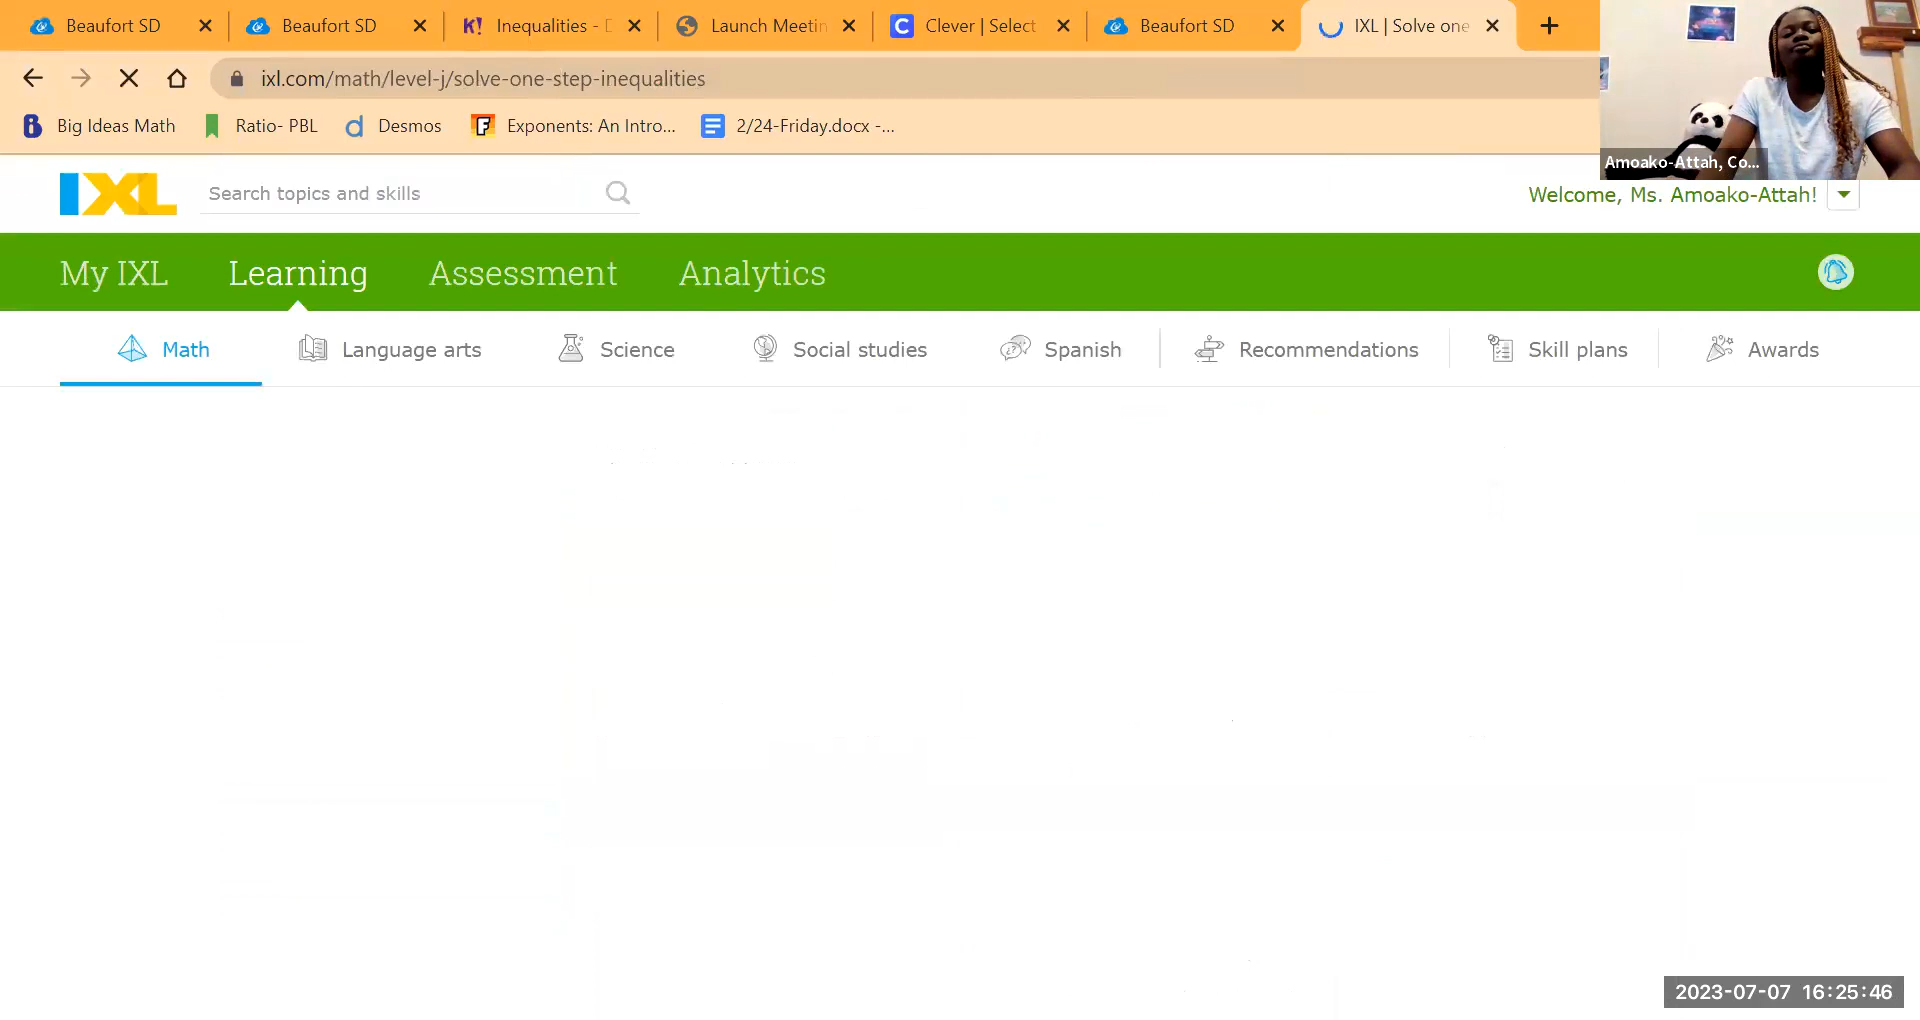 Beaufort SD Beaufort SD Inequalities - D Launch Meetin Clever | Select Beaufort SD IXL | Solve one
ixl.com/math/level-j/solve-one-step-inequalities
Big Ideas Math Ratio- PBL Desmos Exponents: An Intro... 2/24-Friday.docx -...
Amoako-Attah, Co...
IXL Search topics and skills Welcome, Ms. Amoako-Attah!
My IXL Learning Assessment Analytics
Math Language arts Science Social studies Spanish Recommendations Skill plans Awards
2023-07-07 16:25:46